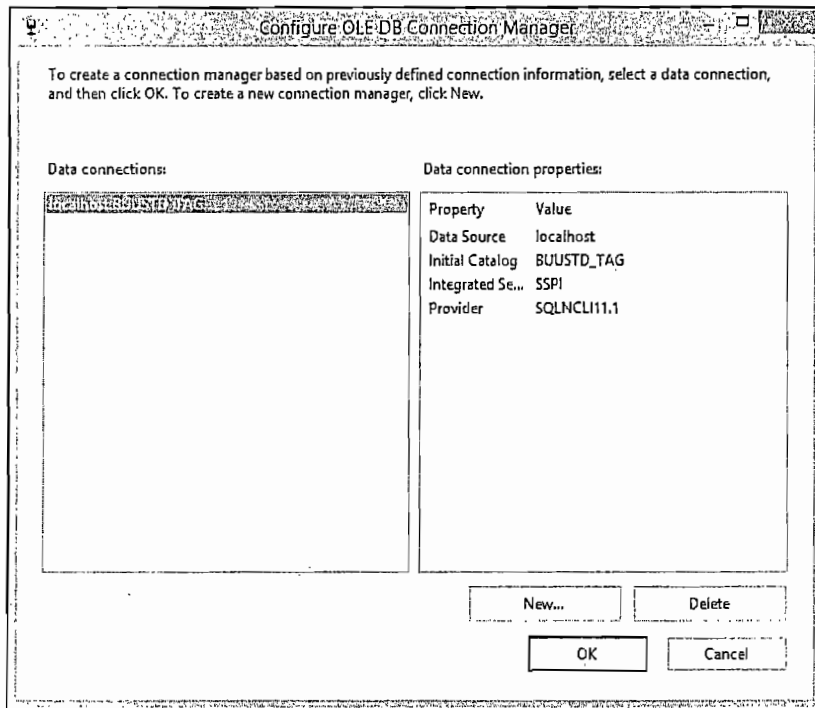 Configure OLE DB Connection Manager
To create a connection manager based on previously defined connection information, select a data connection,
and then click OK. To create a new connection manager, click New.
Data connections:
localhost.BUUSTD_TAG
Data connection properties:
Property Value
Data Source localhost
Initial Catalog BUUSTD_TAG
Integrated Se... SSPI
Provider SQLNCLI11.1
New...
Delete
OK
Cancel